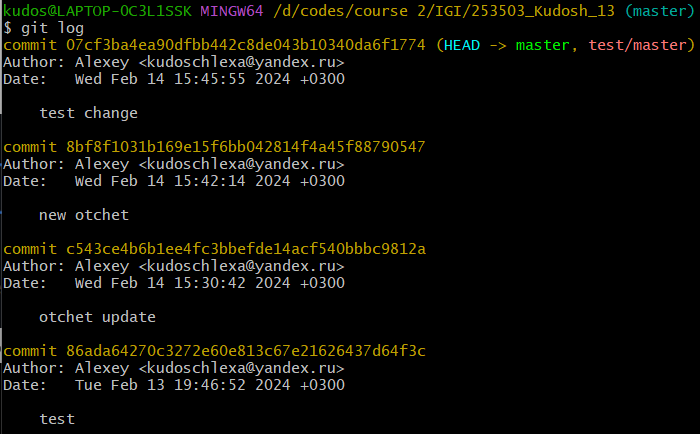 kudos@LAPTOP-0C3L1SSK MINGW64 /d/codes/course 2/IGI/253503_Kudosh_13 (master)
$ git log
commit 07cf3ba4ea90dfbb442c8de043b10340da6f1774 (HEAD -> master, test/master)
Author: Alexey <kudoschlexa@yandex.ru>
Date:   Wed Feb 14 15:45:55 2024 +0300
    test change
commit 8bf8f1031b169e15f6bb042814f4a45f88790547
Author: Alexey <kudoschlexa@yandex.ru>
Date:   Wed Feb 14 15:42:14 2024 +0300
    new otchet
commit c543ce4b6b1ee4fc3bbefde14acf540bbbc9812a
Author: Alexey <kudoschlexa@yandex.ru>
Date:   Wed Feb 14 15:30:42 2024 +0300
    otchet update
commit 86ada64270c3272e60e813c67e21626437d64f3c
Author: Alexey <kudoschlexa@yandex.ru>
Date:   Tue Feb 13 19:46:52 2024 +0300
    test